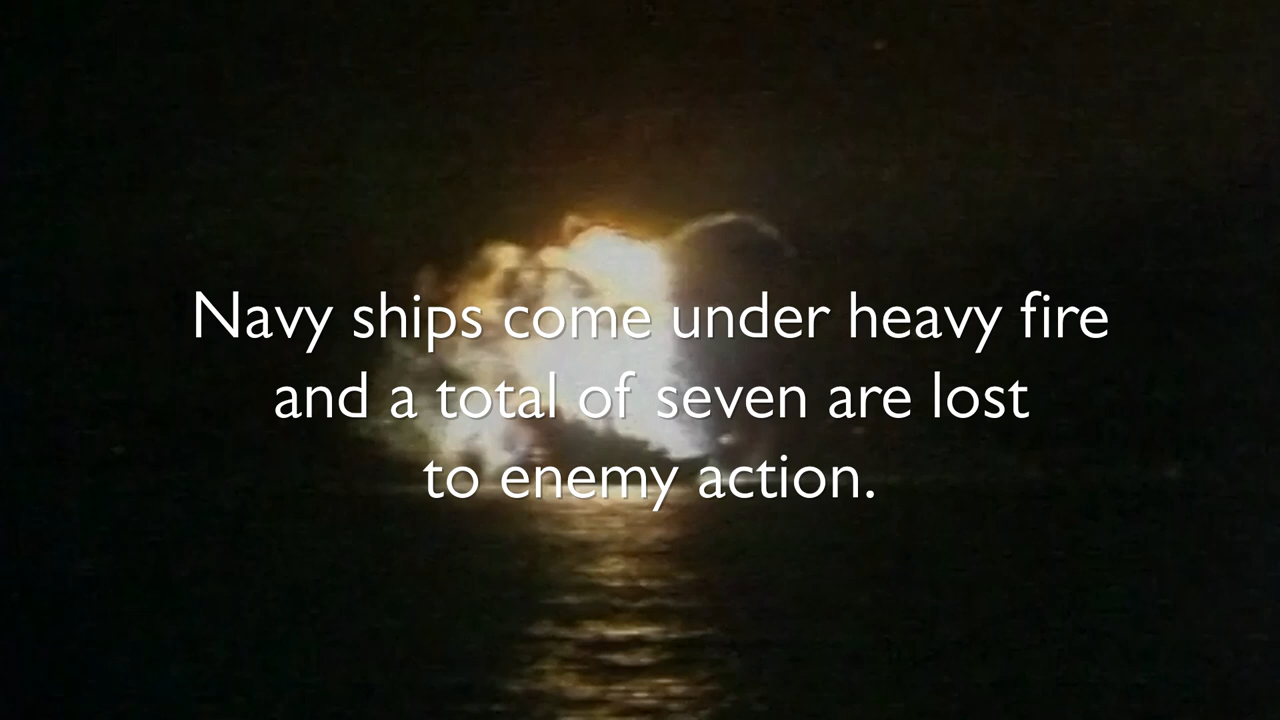 Navy ships come under heavy fire
and a total of seven are lost
to enemy action.